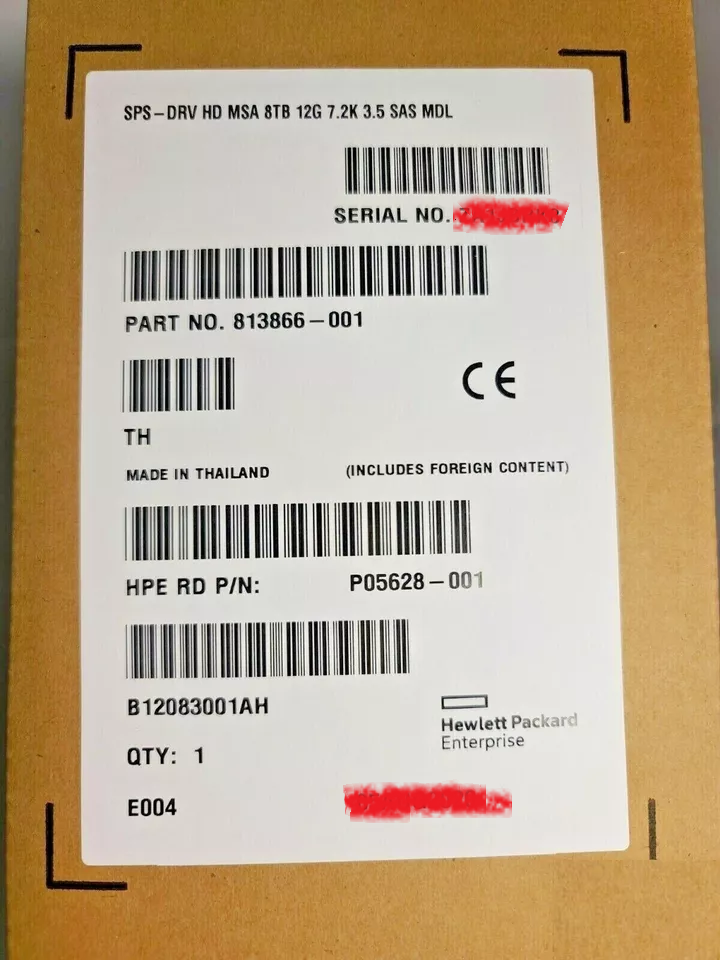 SPS-DRV HD MSA 8TB 12G 7.2K 3.5 SAS MDL
SERIAL NO.
PART NO. 813866-001
CE
TH
MADE IN THAILAND (INCLUDES FOREIGN CONTENT)
HPE RD P/N: P05628-001
B12083001AH
Hewlett Packard
Enterprise
QTY: 1
E004